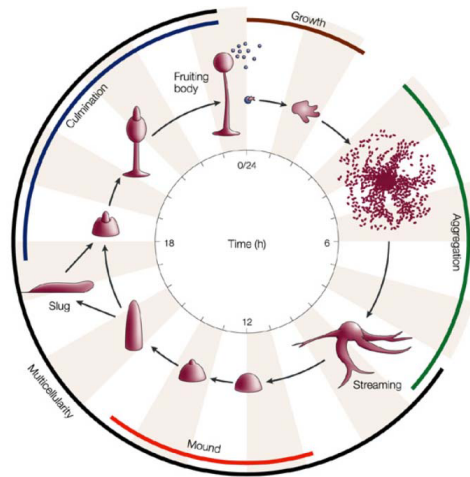 Growth
Fruiting
body
Culmination
0/24
Aggregation
18
Time (h)
6
Slug
12
Streaming
Multicellularity
Mound